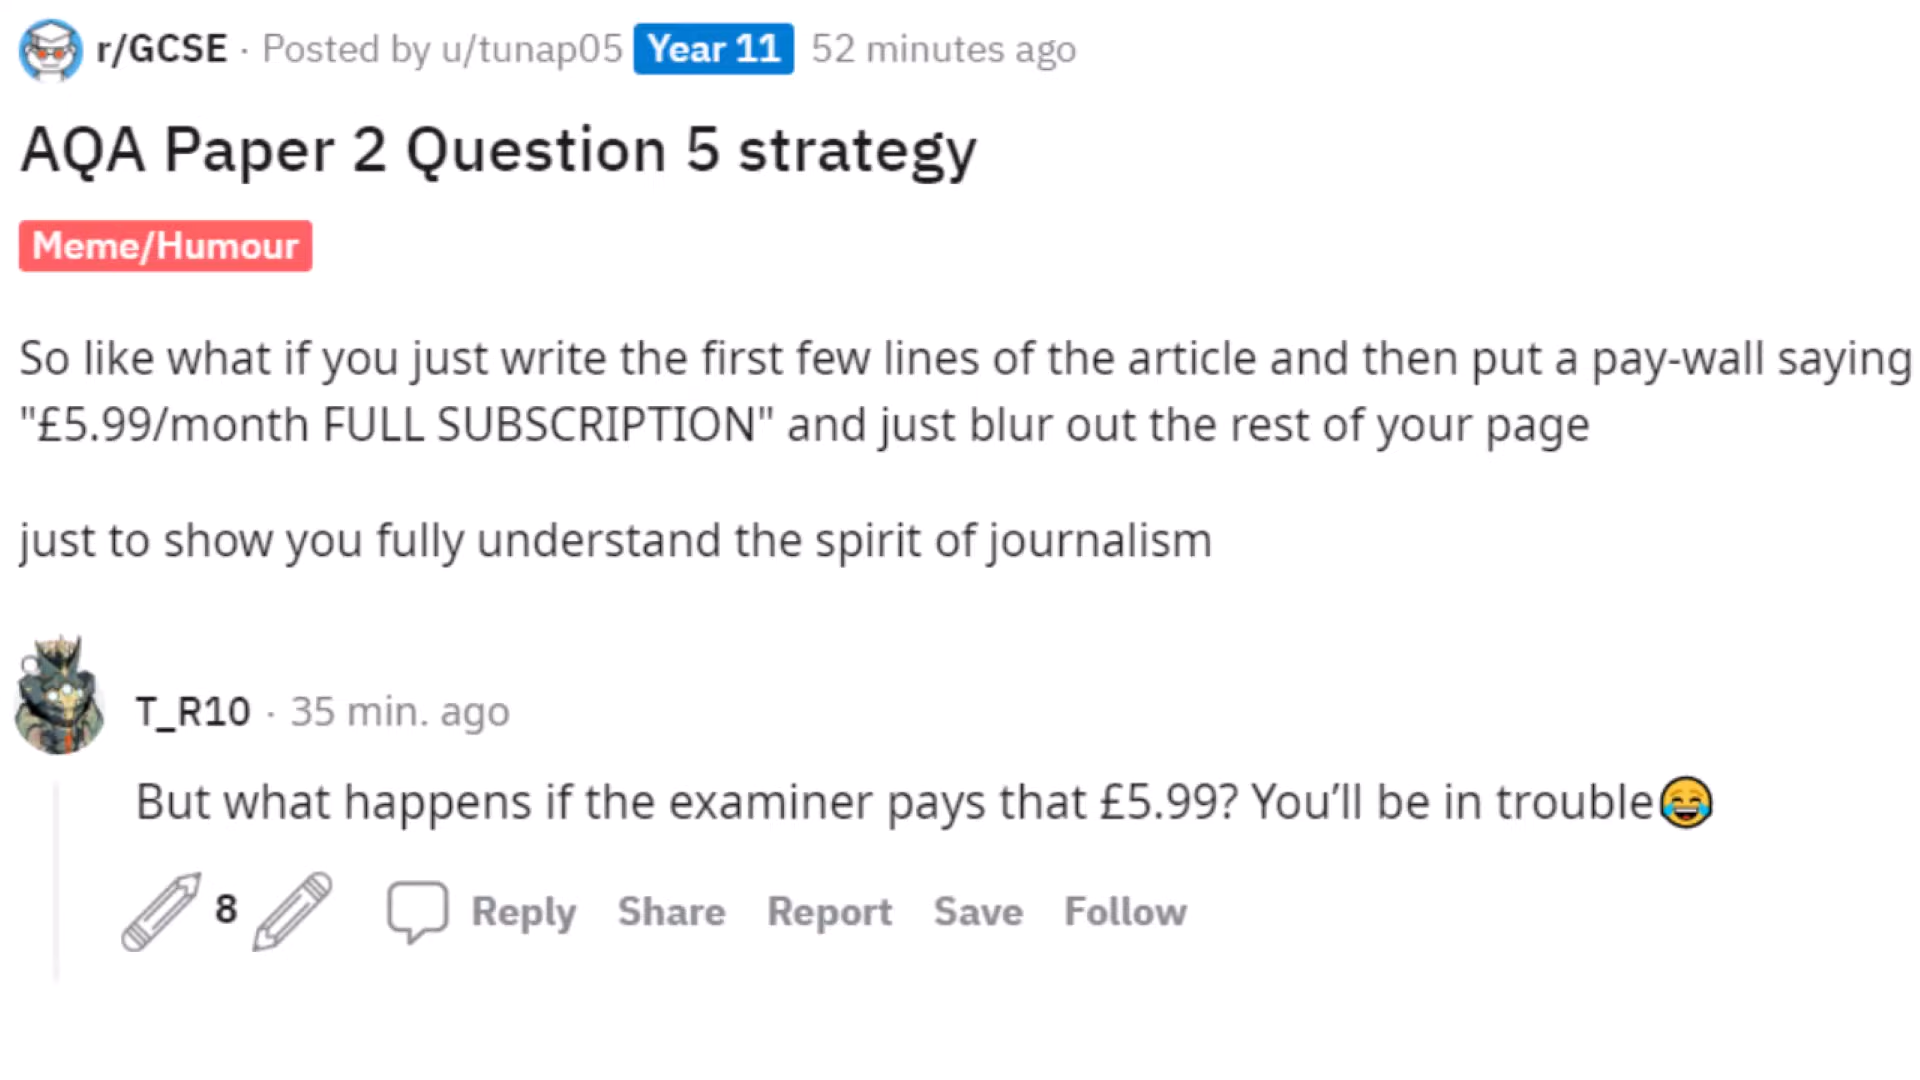 r/GCSE · Posted by u/tunap05 Year 11 52 minutes ago
AQA Paper 2 Question 5 strategy
Meme/Humour
So like what if you just write the first few lines of the article and then put a pay-wall saying
"£5.99/month FULL SUBSCRIPTION" and just blur out the rest of your page
just to show you fully understand the spirit of journalism
T_R10 · 35 min. ago
But what happens if the examiner pays that £5.99? You’ll be in trouble😂
8 Reply Share Report Save Follow